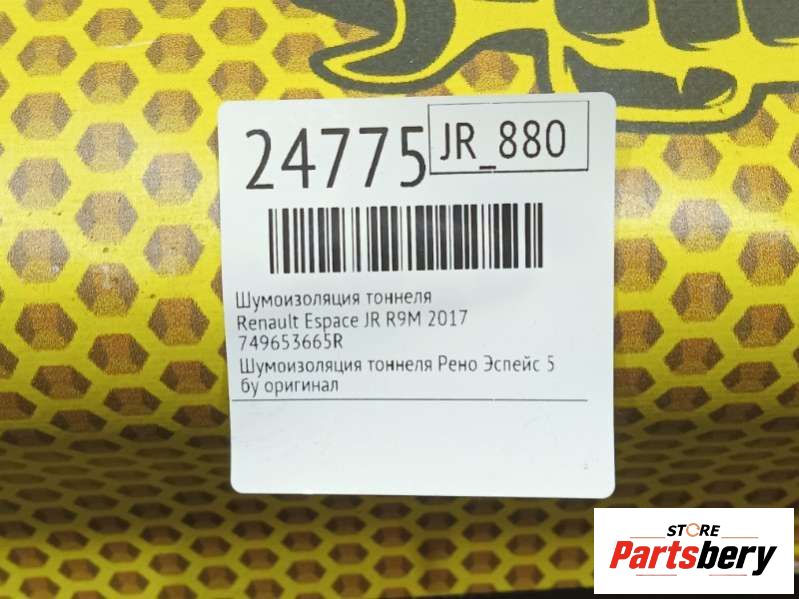 24775
JR_880
Шумоизоляция тоннеля
Renault Espace JR R9M 2017
749653665R
Шумоизоляция тоннеля Рено Эспейс 5
бу оригинал
STORE
Partsbery